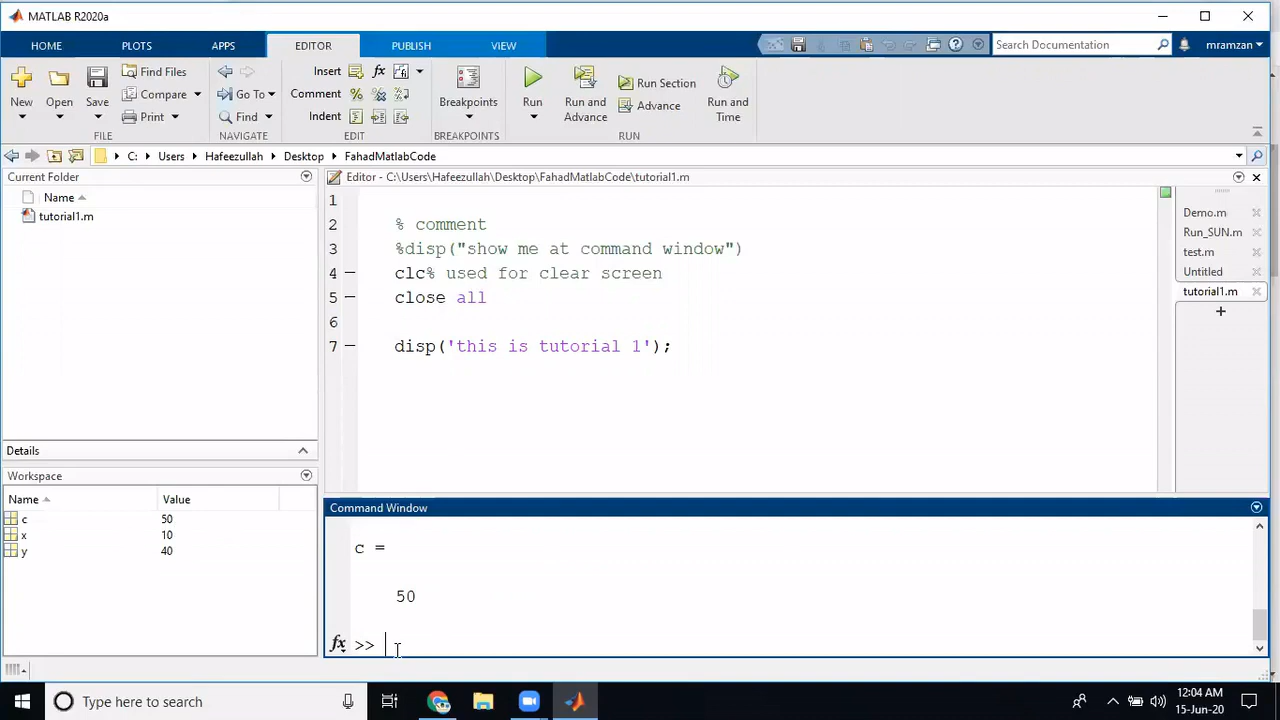 MATLAB R2020a
HOME PLOTS APPS EDITOR PUBLISH VIEW
Search Documentation
mramzan
New
Open
Save
Find Files
Compare
Print
FILE
Go To
Find
NAVIGATE
Insert fx
Comment
Indent
EDIT
Breakpoints
BREAKPOINTS
Run
Run and Advance
Run Section
Advance
Run and Time
RUN
C: Users Hafeezullah Desktop FahadMatlabCode
Current Folder
Name
tutorial1.m
Details
Workspace
Name Value
c 50
x 10
y 40
Editor - C:\Users\Hafeezullah\Desktop\FahadMatlabCode\tutorial1.m
1
2 % comment
3 %disp("show me at command window")
4 — clc% used for clear screen
5 — close all
6
7 — disp('this is tutorial 1');
Demo.m
Run_SUN.m
test.m
Untitled
tutorial1.m
Command Window
c =
50
fx >>
Type here to search
12:04 AM
15-Jun-20